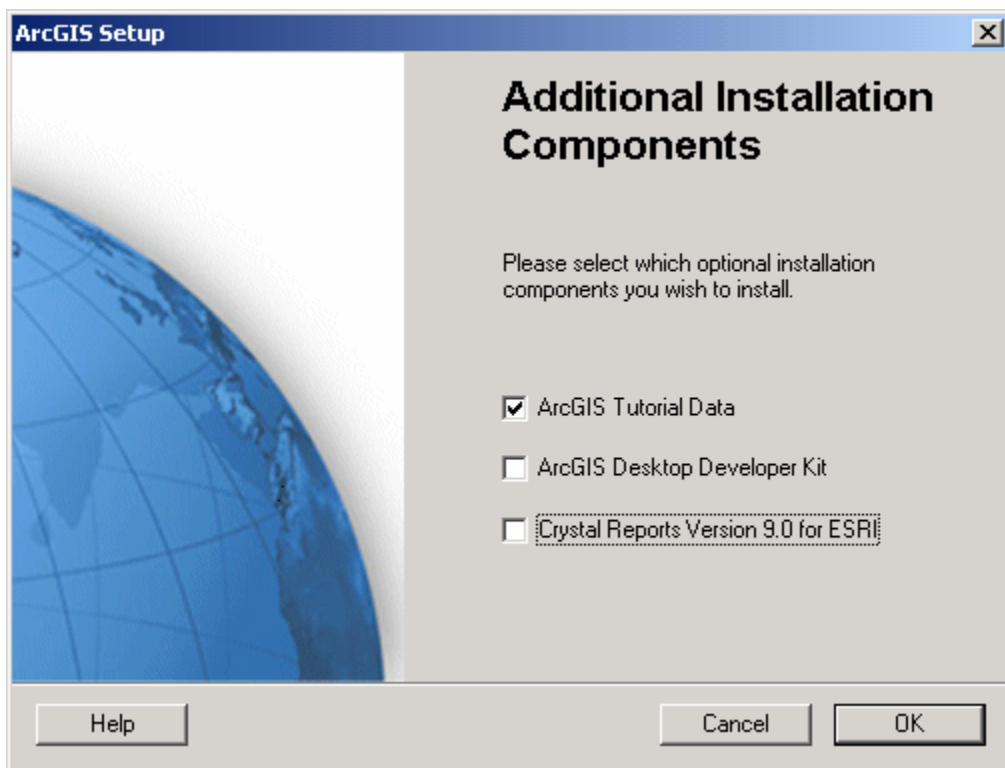 ArcGIS Setup
Additional Installation
Components
Please select which optional installation
components you wish to install.
ArcGIS Tutorial Data
ArcGIS Desktop Developer Kit
Crystal Reports Version 9.0 for ESRI
Help
Cancel
OK